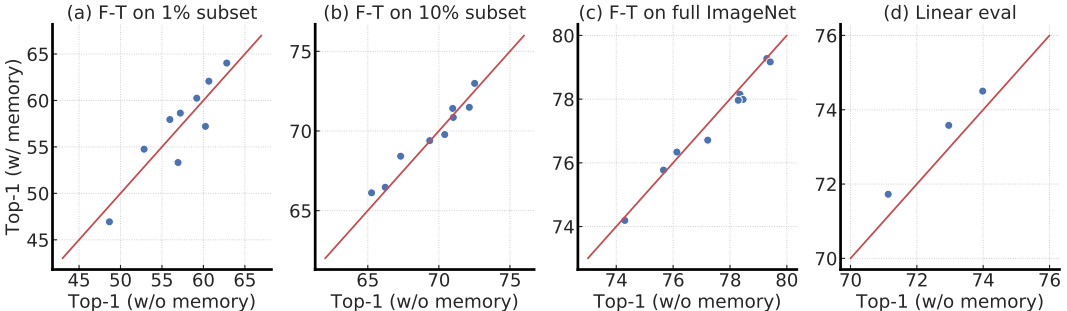 (a) F-T on 1% subset
(b) F-T on 10% subset
(c) F-T on full ImageNet
(d) Linear eval
Top-1 (w/ memory)
65
60
55
50
45
45 50 55 60 65
Top-1 (w/o memory)
75
70
65
65 70 75
Top-1 (w/o memory)
80
78
76
74
74 76 78 80
Top-1 (w/o memory)
76
74
72
70
70 72 74 76
Top-1 (w/o memory)